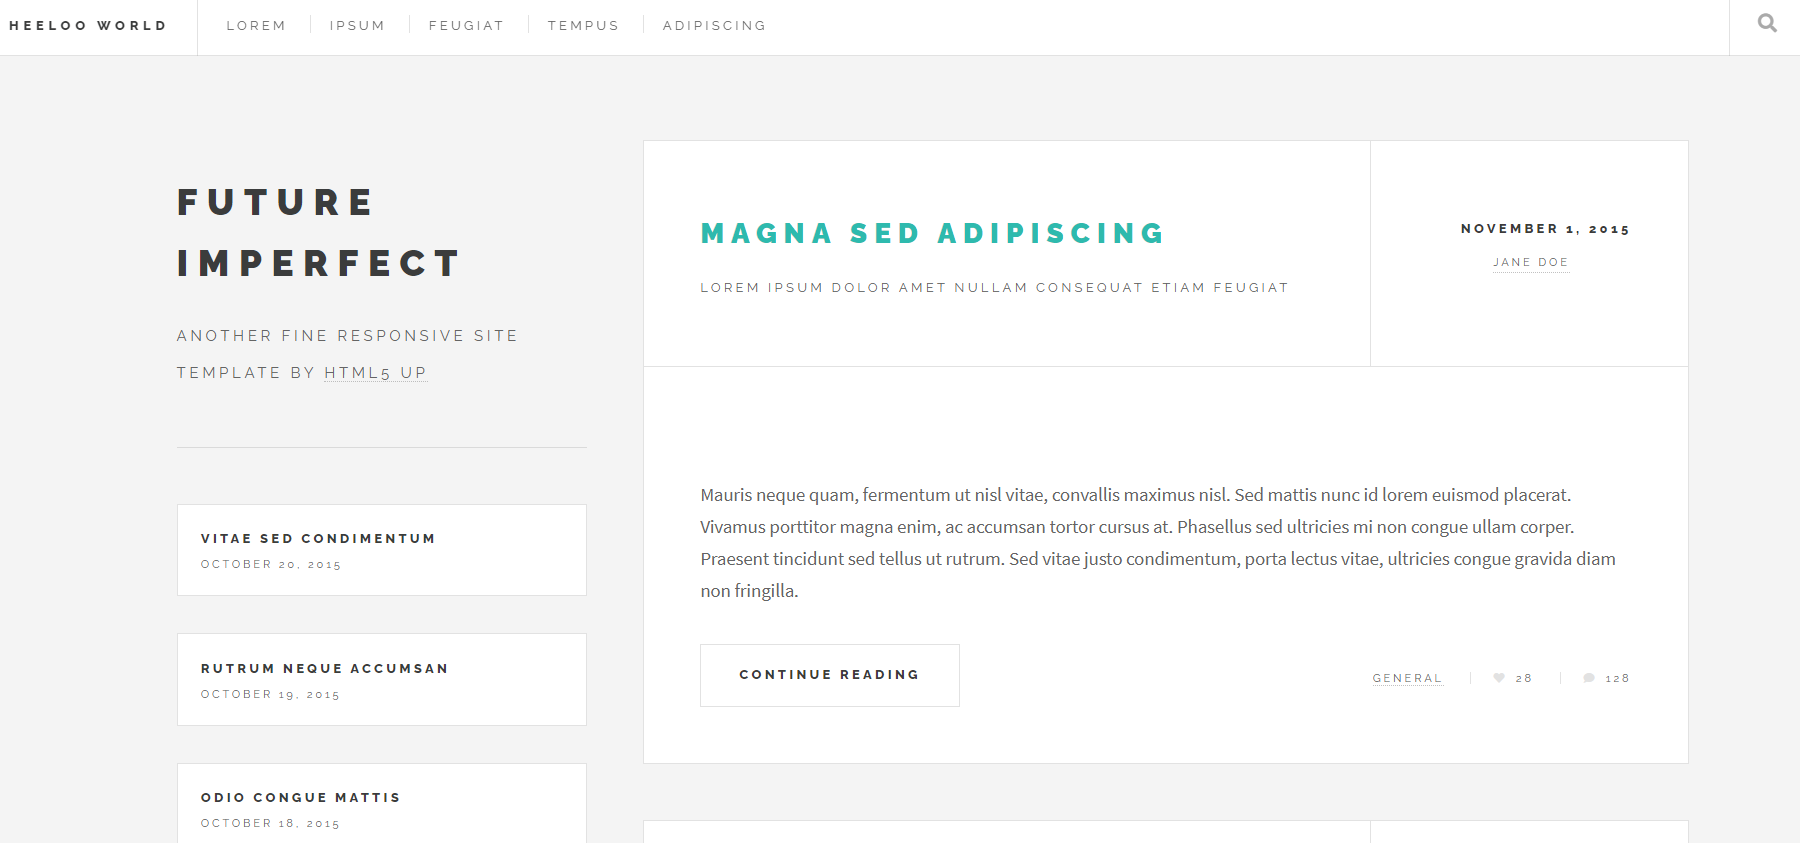 HEELOO WORLD
LOREM
IPSUM
FEUGIAT
TEMPUS
ADIPISCING
FUTURE
IMPERFECT
ANOTHER FINE RESPONSIVE SITE
TEMPLATE BY HTML5 UP
VITAE SED CONDIMENTUM
OCTOBER 20, 2015
RUTRUM NEQUE ACCUMSAN
OCTOBER 19, 2015
ODIO CONGUE MATTIS
OCTOBER 18, 2015
MAGNA SED ADIPISCING
LOREM IPSUM DOLOR AMET NULLAM CONSEQUAT ETIAM FEUGIAT
NOVEMBER 1, 2015
JANE DOE
Mauris neque quam, fermentum ut nisl vitae, convallis maximus nisl. Sed mattis nunc id lorem euismod placerat.
Vivamus porttitor magna enim, ac accumsan tortor cursus at. Phasellus sed ultricies mi non congue ullam corper.
Praesent tincidunt sed tellus ut rutrum. Sed vitae justo condimentum, porta lectus vitae, ultricies congue gravida diam
non fringilla.
CONTINUE READING
GENERAL
28
128